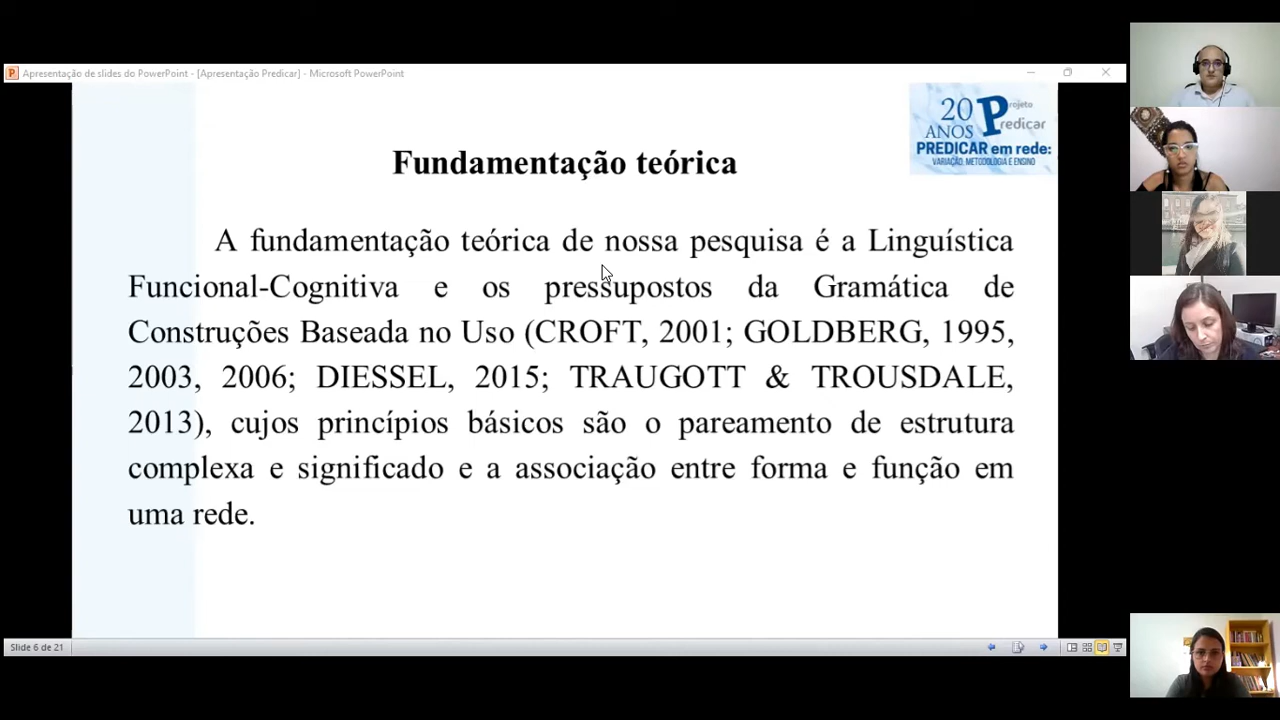 Apresentação de slides do PowerPoint - [Apresentação Predicar] - Microsoft PowerPoint
20 ANOS
Projeto Predicar
PREDICAR em rede:
VARIAÇÃO, METODOLOGIA E ENSINO
Fundamentação teórica
A fundamentação teórica de nossa pesquisa é a Linguística
Funcional-Cognitiva e os pressupostos da Gramática de
Construções Baseada no Uso (CROFT, 2001; GOLDBERG, 1995,
2003, 2006; DIESSEL, 2015; TRAUGOTT & TROUSDALE,
2013), cujos princípios básicos são o pareamento de estrutura
complexa e significado e a associação entre forma e função em
uma rede.
Slide 6 de 21